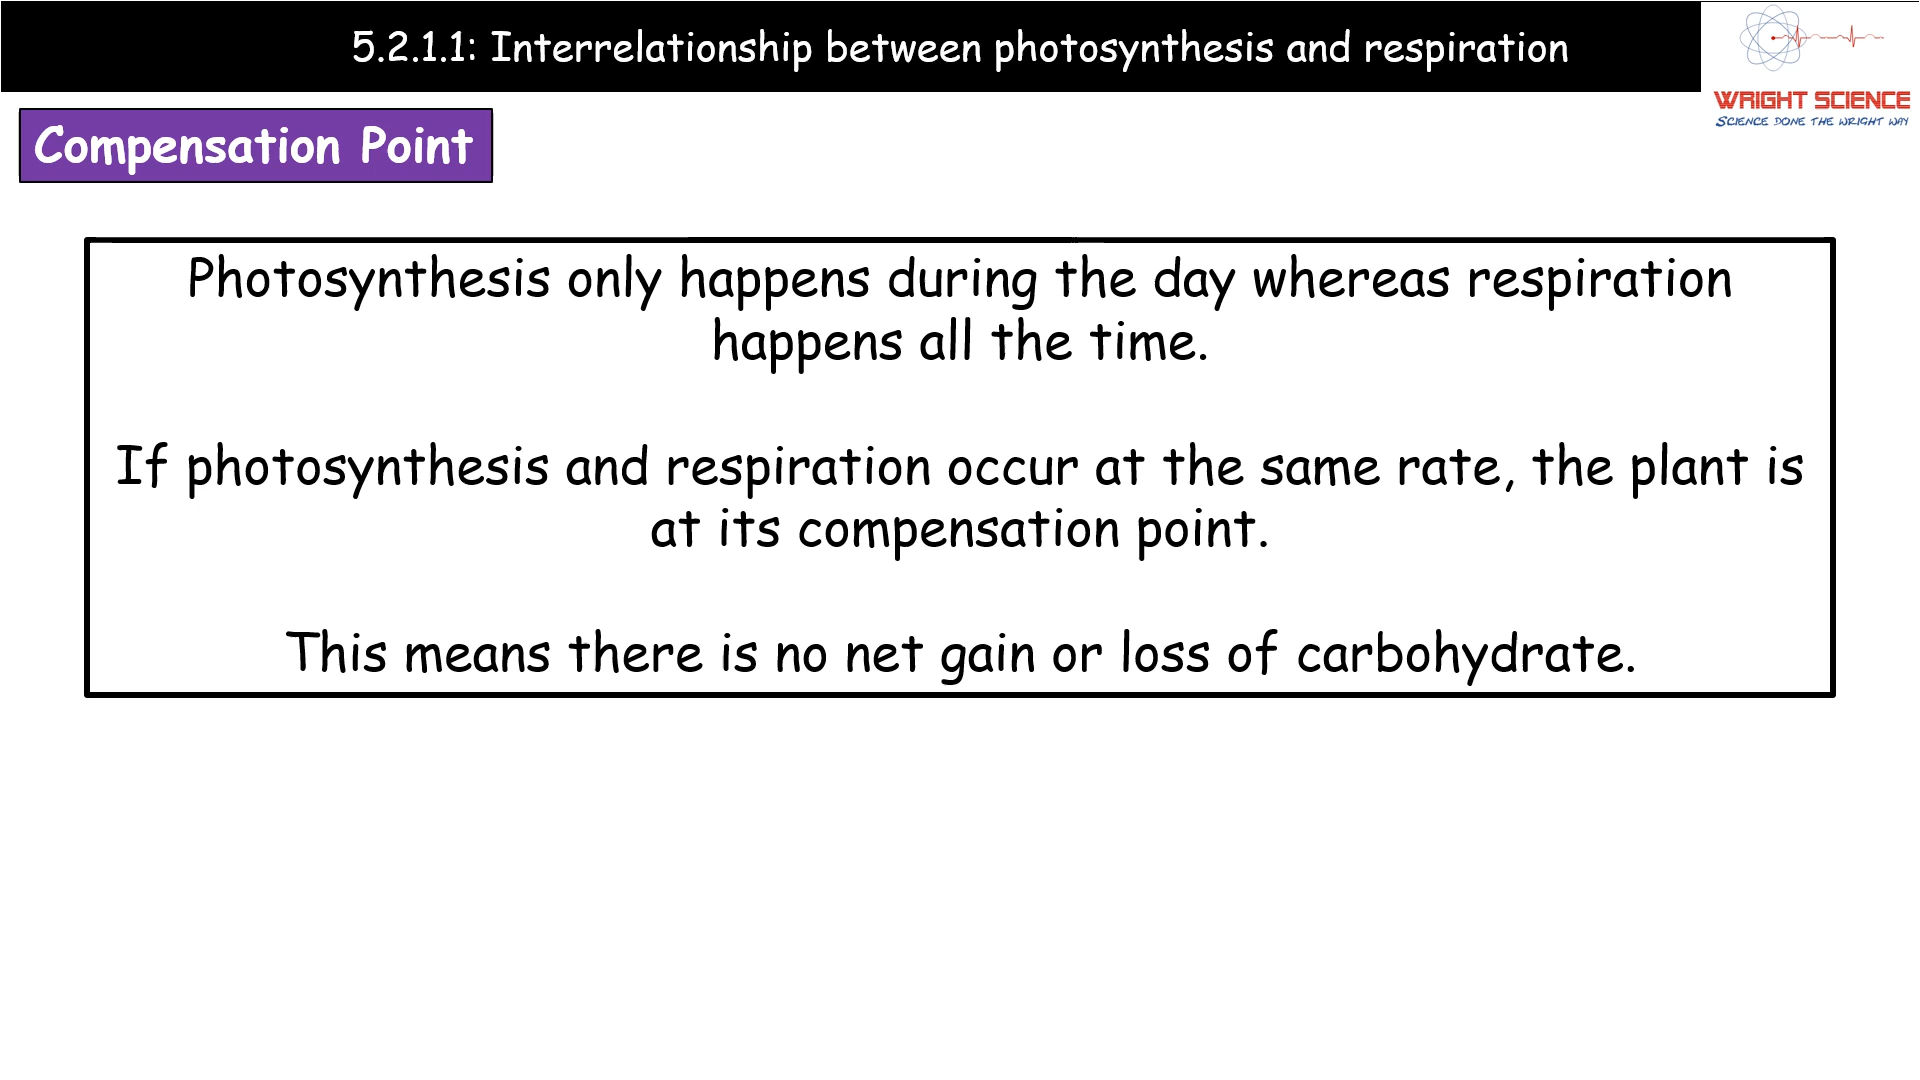 5.2.1.1: Interrelationship between photosynthesis and respiration
WRIGHT SCIENCE
SCIENCE DONE THE WRIGHT WAY
Compensation Point
Photosynthesis only happens during the day whereas respiration
happens all the time.
If photosynthesis and respiration occur at the same rate, the plant is
at its compensation point.
This means there is no net gain or loss of carbohydrate.